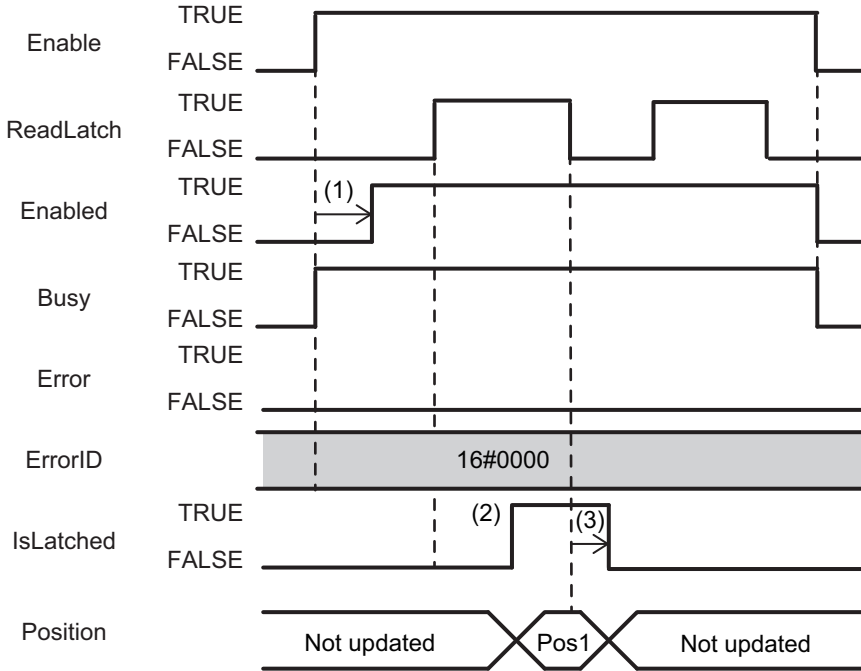 TRUE
Enable
FALSE
TRUE
ReadLatch
FALSE
TRUE
(1)
Enabled
FALSE
TRUE
Busy
FALSE
TRUE
Error
FALSE
ErrorID
16#0000
TRUE
(2)
(3)
IsLatched
FALSE
Position
Not updated
Pos1
Not updated